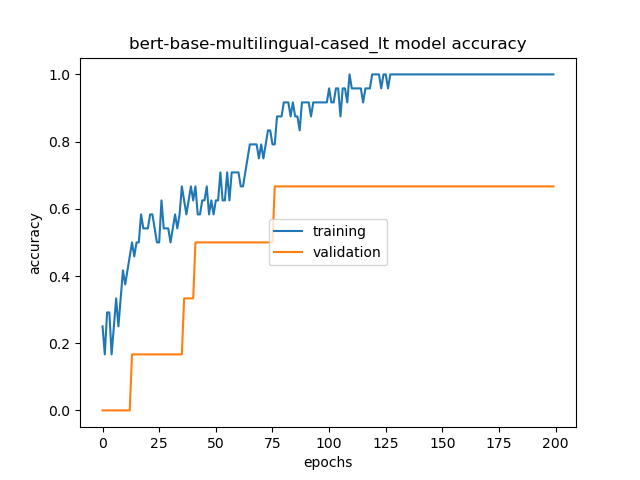 bert-base-multilingual-cased_lt model accuracy
accuracy
1.0
0.8
0.6
0.4
0.2
0.0
training
validation
0 25 50 75 100 125 150 175 200
epochs